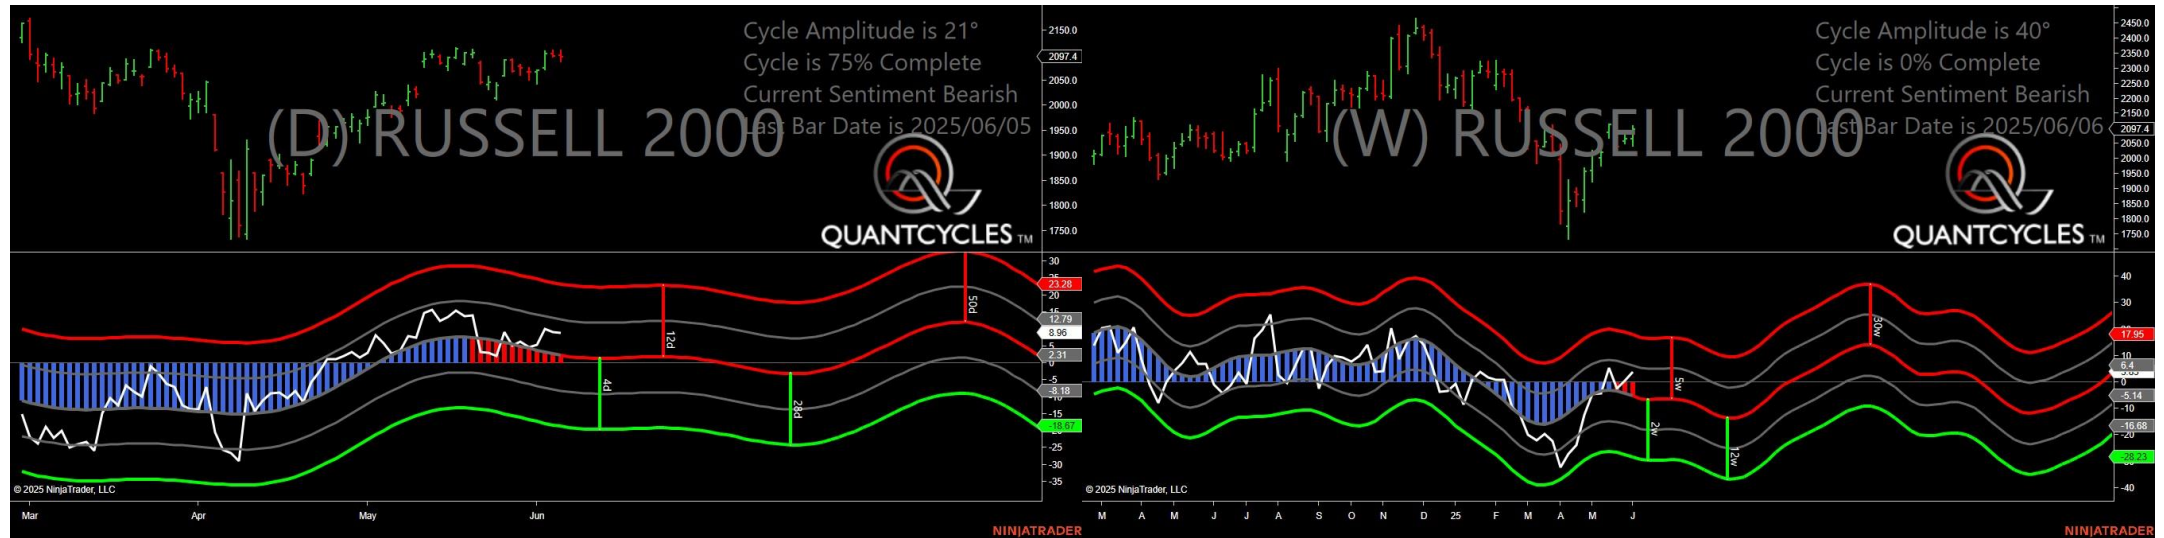 Cycle Amplitude is 21°
Cycle is 75% Complete
Current Sentiment Bearish
Last Bar Date is 2025/06/05
(D) RUSSELL 2000
QUANTCYCLES TM
2150.0
2097.4
2050.0
2000.0
1950.0
1900.0
1850.0
1800.0
1750.0
30
25
23.28
20
15
12.79
8.96
2.31
0
-5
-8.18
-10
-15
-18.67
-25
-30
-35
4d
12d
28d
50d
© 2025 NinjaTrader, LLC
Mar Apr May Jun
NINJATRADER
Cycle Amplitude is 40°
Cycle is 0% Complete
Current Sentiment Bearish
Last Bar Date is 2025/06/06
(W) RUSSELL 2000
QUANTCYCLES TM
2450.0
2400.0
2350.0
2300.0
2250.0
2200.0
2150.0
2097.4
2050.0
2000.0
1950.0
1900.0
1850.0
1800.0
1750.0
40
30
17.95
10
6.4
0
-5.14
-10
-16.68
-20
-28.23
-40
2w
5w
12w
30w
© 2025 NinjaTrader, LLC
M A M J J A S O N D 25 F M A M J
NINJATRADER